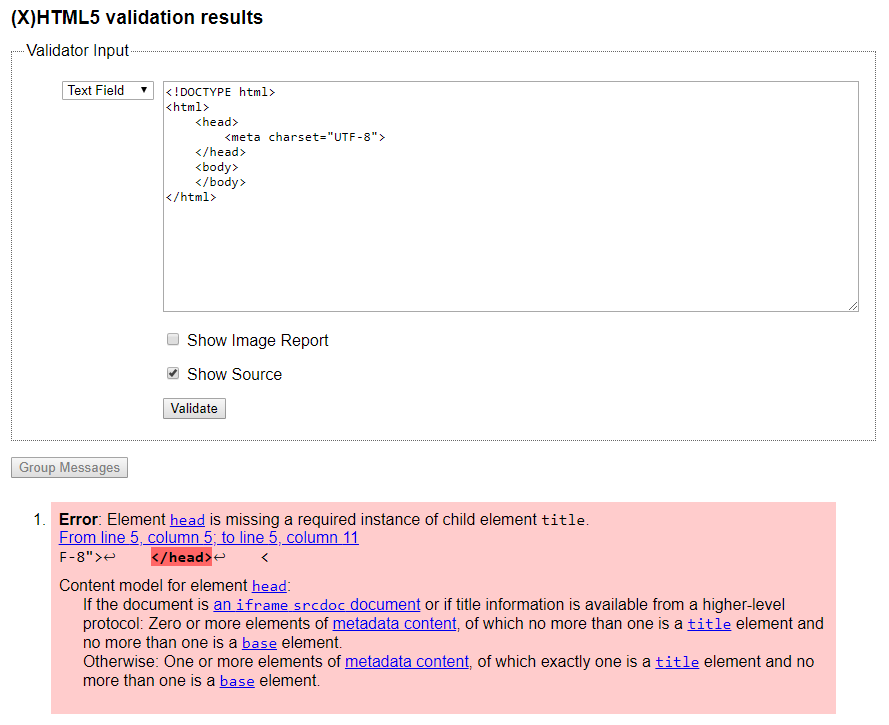 (X)HTML5 validation results
Validator Input
Text Field ▼
<!DOCTYPE html>
<html>
    <head>
        <meta charset="UTF-8">
    </head>
    <body>
    </body>
</html>
Show Image Report
Show Source
Validate
Group Messages
1. Error: Element head is missing a required instance of child element title.
From line 5, column 5; to line 5, column 11
F-8">↩    </head>↩    <
Content model for element head:
If the document is an iframe srcdoc document or if title information is available from a higher-level
protocol: Zero or more elements of metadata content, of which no more than one is a title element and
no more than one is a base element.
Otherwise: One or more elements of metadata content, of which exactly one is a title element and no
more than one is a base element.